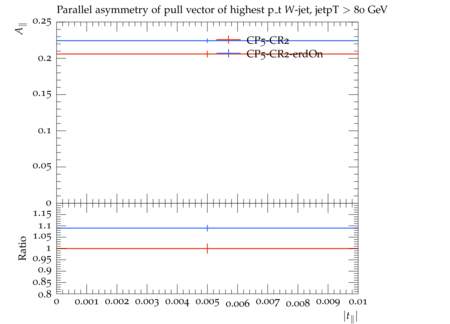 Parallel asymmetry of pull vector of highest p_t W-jet, jetpT > 80 GeV
A∥
0.25
CP5-CR2
CP5-CR2-erdOn
0.2
0.15
0.1
0.05
0
Ratio
1.15
1.1
1.05
1
0.95
0.9
0.85
0.8
0 0.001 0.002 0.003 0.004 0.005 0.006 0.007 0.008 0.009 0.01
|t∥|